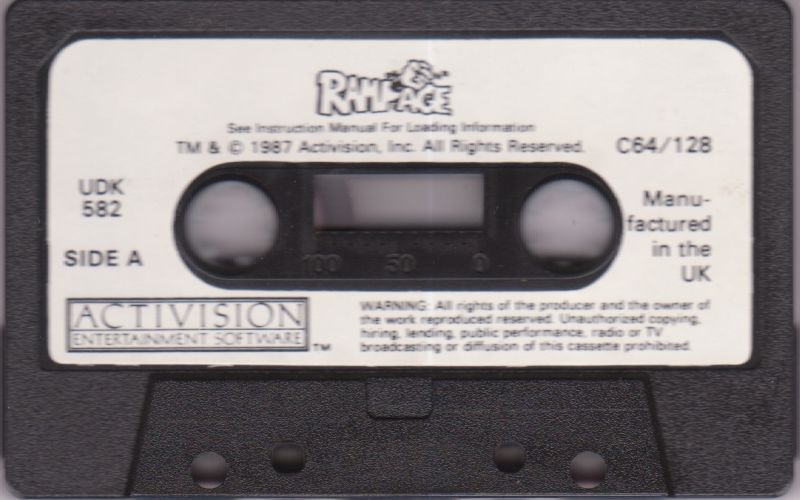 RAMPAGE
See Instruction Manual For Loading Information
TM & © 1987 Activision, Inc. All Rights Reserved.
C64/128
UDK
582
SIDE A
Manu-
factured
in the
UK
100 50 0
ACTIVISION
ENTERTAINMENT SOFTWARE
TM
WARNING: All rights of the producer and the owner of
the work reproduced reserved. Unauthorized copying,
hiring, lending, public performance, radio or TV
broadcasting or diffusion of this cassette prohibited.